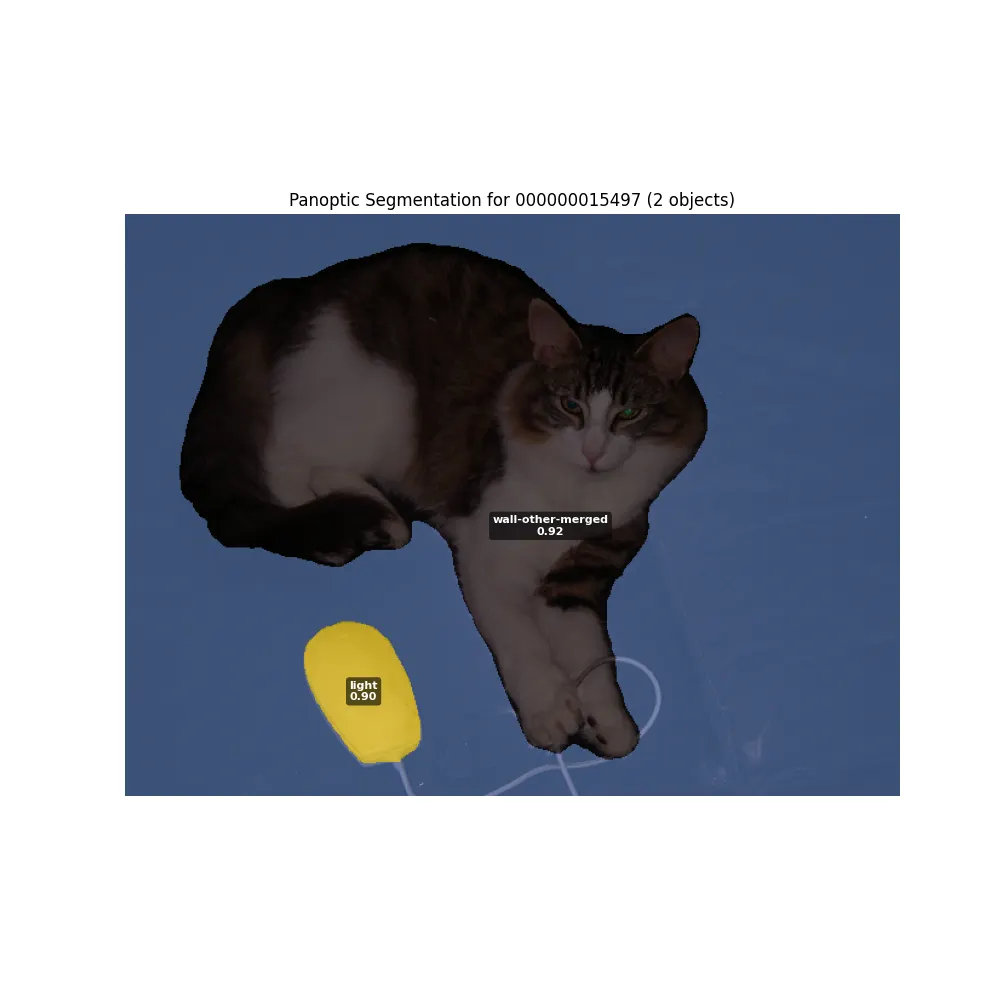 Panoptic Segmentation for 000000015497 (2 objects)
wall-other-merged
0.92
light
0.90